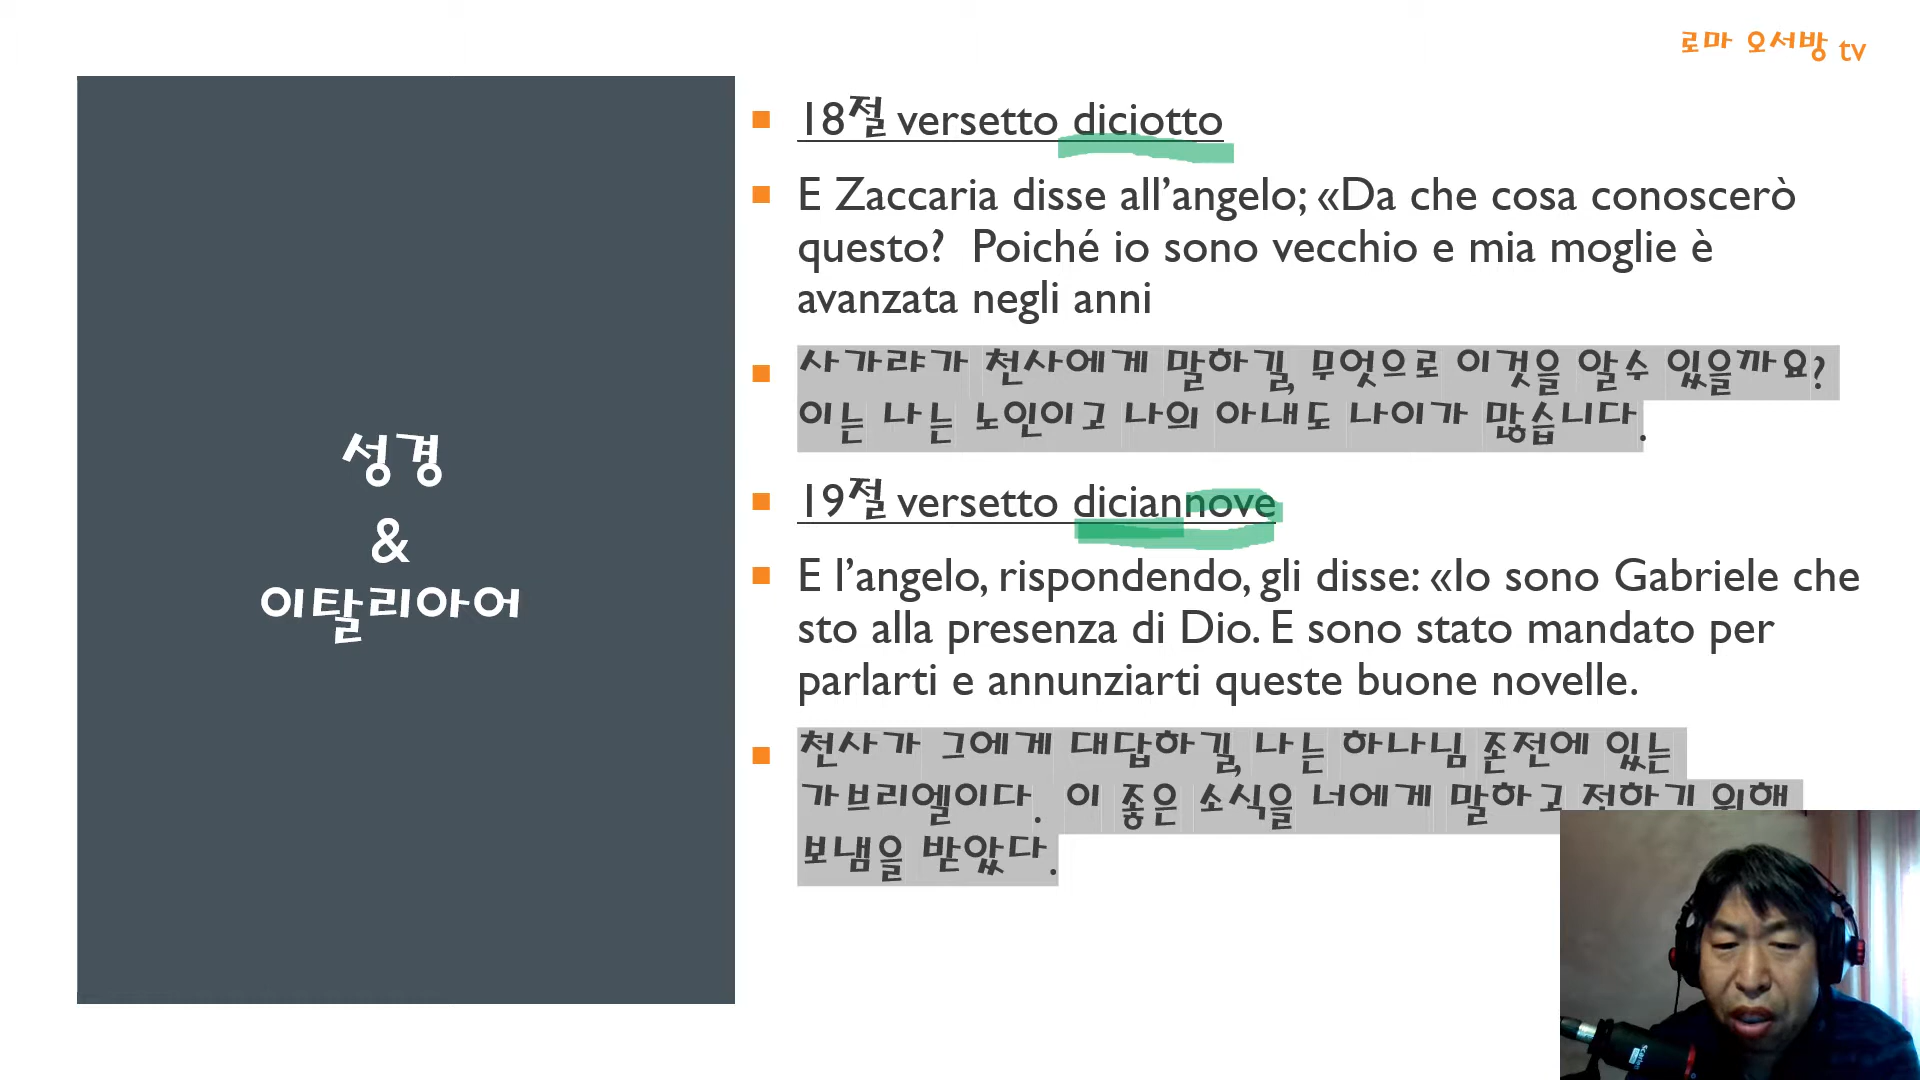 로마 오서방 tv
성경
&
이탈리아어
18절 versetto diciotto
E Zaccaria disse all’angelo; «Da che cosa conoscerò
questo? Poiché io sono vecchio e mia moglie è
avanzata negli anni
사가랴가 천사에게 말하길, 무엇으로 이것을 알수 있을까요?
이는 나는 노인이고 나의 아내도 나이가 많습니다.
19절 versetto diciannove
E l’angelo, rispondendo, gli disse: «Io sono Gabriele che
sto alla presenza di Dio. E sono stato mandato per
parlarti e annunziarti queste buone novelle.
천사가 그에게 대답하길, 나는 하나님 존전에 있는
가브리엘이다. 이 좋은 소식을 너에게 말하고 전하기 위해
보냄을 받았다.